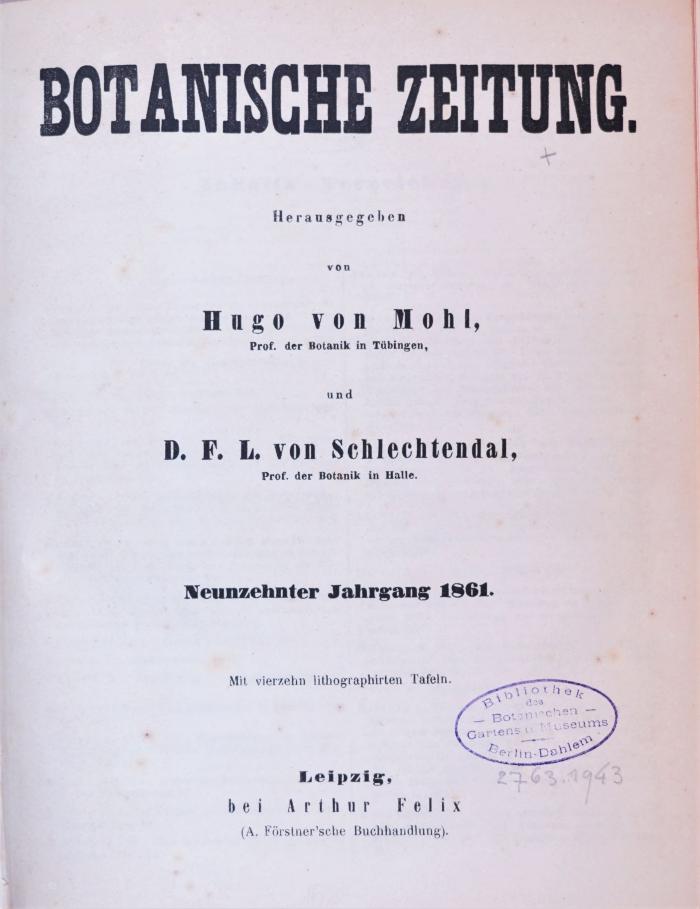 BOTANISCHE ZEITUNG.
Herausgegeben
von
Hugo von Mohl,
Prof. der Botanik in Tübingen,
und
D. F. L. von Schlechtendal,
Prof. der Botanik in Halle.
Neunzehnter Jahrgang 1861.
Mit vierzehn lithographirten Tafeln.
Bibliothek
des
— Botanischen —
Gartens u. Museums
Berlin-Dahlem
2763.1943
Leipzig,
bei Arthur Felix
(A. Förstner'sche Buchhandlung).